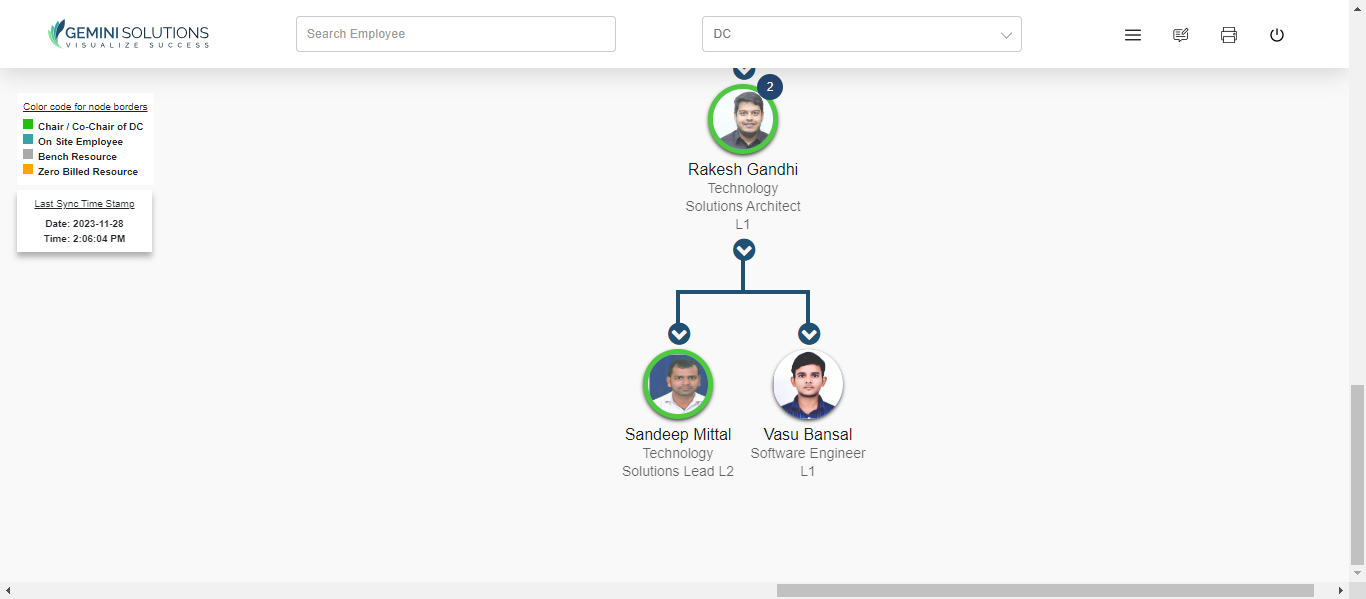 GEMINI SOLUTIONS
VISUALIZE SUCCESS
Search Employee
DC
Color code for node borders
Chair / Co-Chair of DC
On Site Employee
Bench Resource
Zero Billed Resource
Last Sync Time Stamp
Date: 2023-11-28
Time: 2:06:04 PM
2
Rakesh Gandhi
Technology
Solutions Architect
L1
Sandeep Mittal
Technology
Solutions Lead L2
Vasu Bansal
Software Engineer
L1